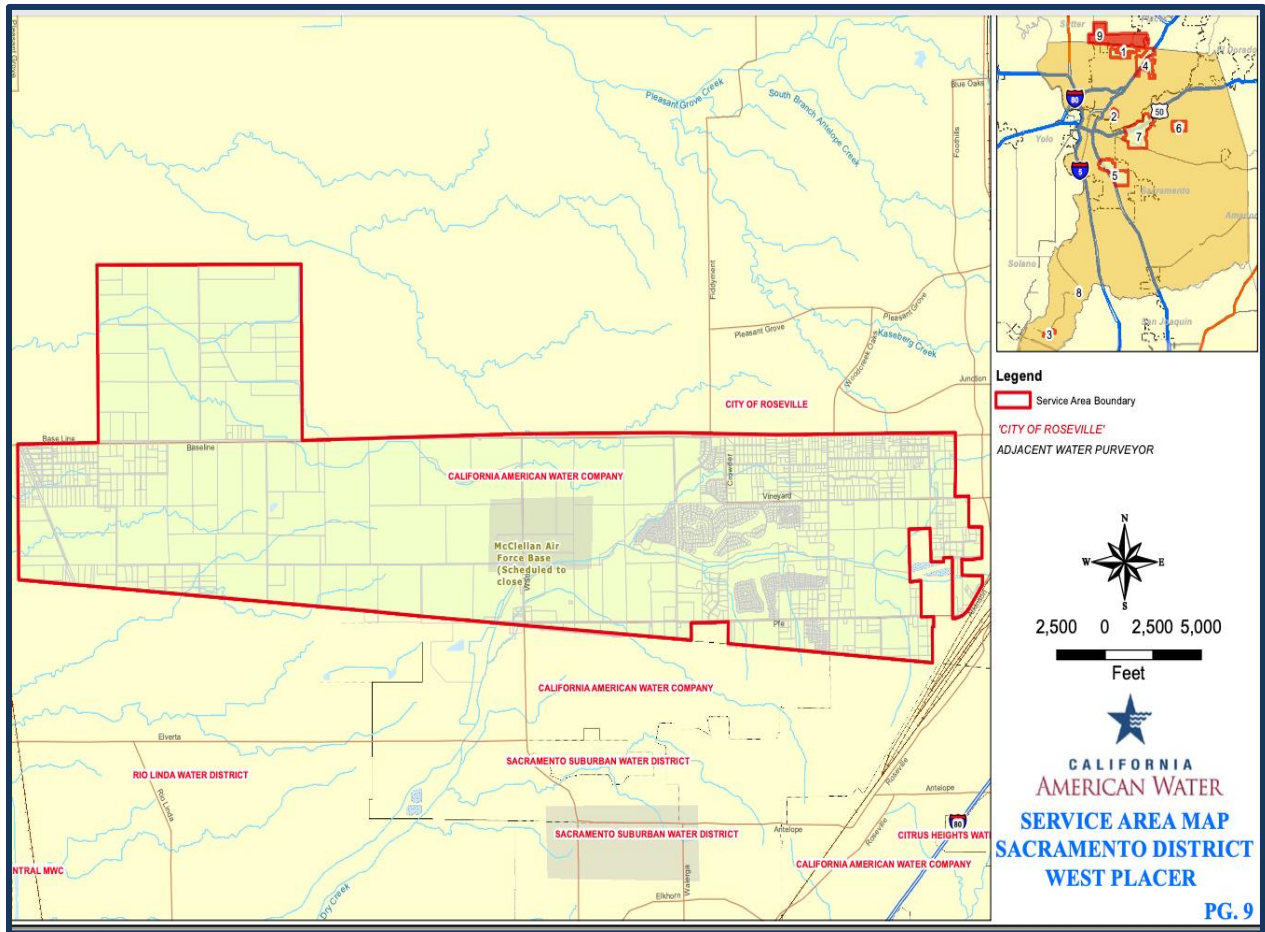 Pleasant Grove
Pleasant Grove Creek
South Branch Antelope Creek
Blue Oaks
Foothills
Fiddyment
Pleasant Grove
Pleasant Grove
Kaseberg Creek
Woodcreek Oaks
Junction
CITY OF ROSEVILLE
Base Line
Baseline
CALIFORNIA AMERICAN WATER COMPANY
Crowder
Vineyard
McClellan Air
Force Base
(Scheduled to
close)
Pfe
Atkinson
CALIFORNIA AMERICAN WATER COMPANY
Elverta
RIO LINDA WATER DISTRICT
Rio Linda
SACRAMENTO SUBURBAN WATER DISTRICT
Roseville
Antelope
SACRAMENTO SUBURBAN WATER DISTRICT
Antelope
Roseville
80
CITRUS HEIGHTS WAT
CALIFORNIA AMERICAN WATER COMPANY
NTRAL MWC
Dry Creek
Elkhorn
Walerga
Sutter
9
1
4
El Dorado
80
50
2
6
7
Yolo
5
5
Sacramento
Amador
Solano
8
San Joaquin
3
Legend
Service Area Boundary
'CITY OF ROSEVILLE'
ADJACENT WATER PURVEYOR
N
W E
S
2,500 0 2,500 5,000
Feet
CALIFORNIA
AMERICAN WATER
SERVICE AREA MAP
SACRAMENTO DISTRICT
WEST PLACER
PG. 9